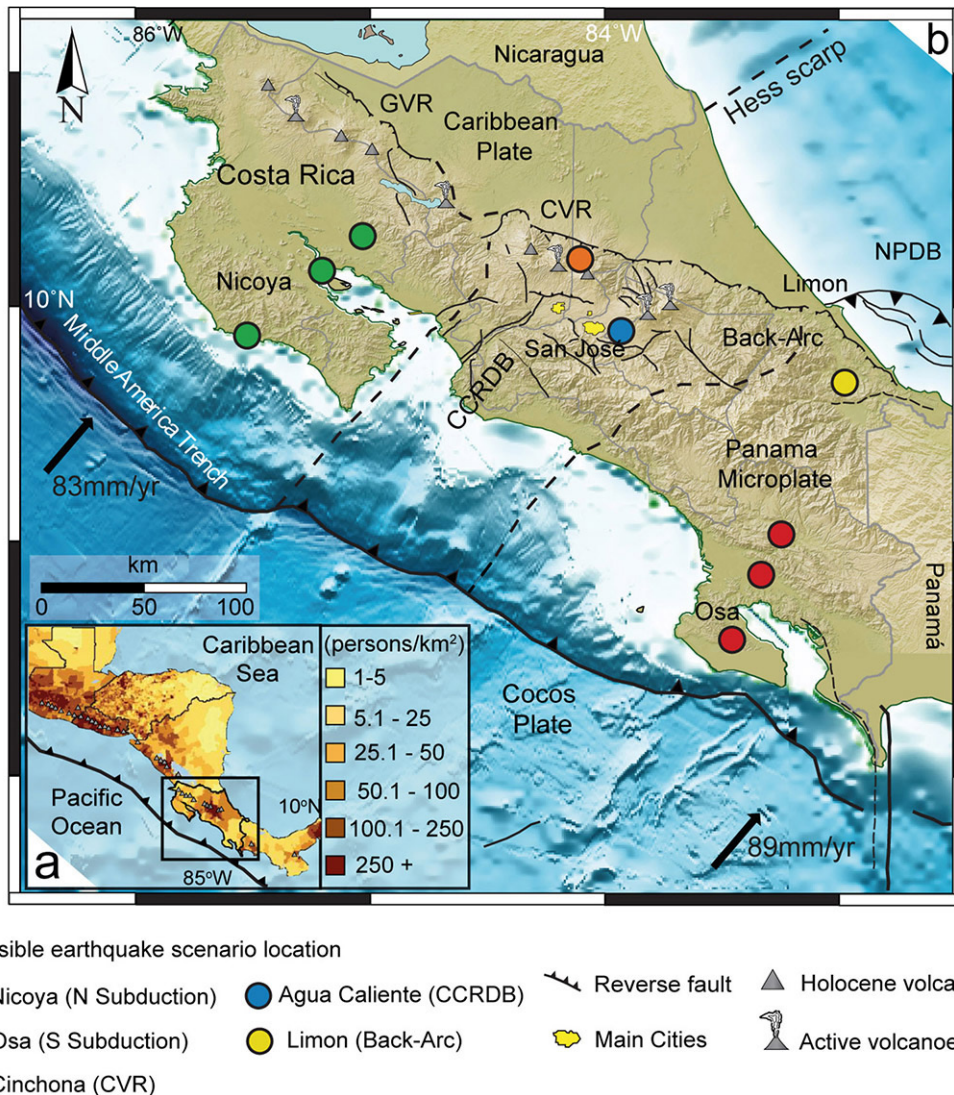 86°W
84°W
b
N
Nicaragua
Hess scarp
GVR
Caribbean
Plate
Costa Rica
CVR
NPDB
Nicoya
Limon
10°N
Middle America Trench
San Jose
Back-Arc
CCRDB
83mm/yr
Panama
Microplate
km
0 50 100
Panamá
Osa
Cocos
Plate
89mm/yr
Caribbean
Sea
(persons/km²)
1-5
5.1 - 25
25.1 - 50
50.1 - 100
100.1 - 250
250 +
Pacific
Ocean
10°N
85°W
a
sible earthquake scenario location
Nicoya (N Subduction)
Agua Caliente (CCRDB)
Reverse fault
Holocene volca
Osa (S Subduction)
Limon (Back-Arc)
Main Cities
Active volcanoe
Cinchona (CVR)